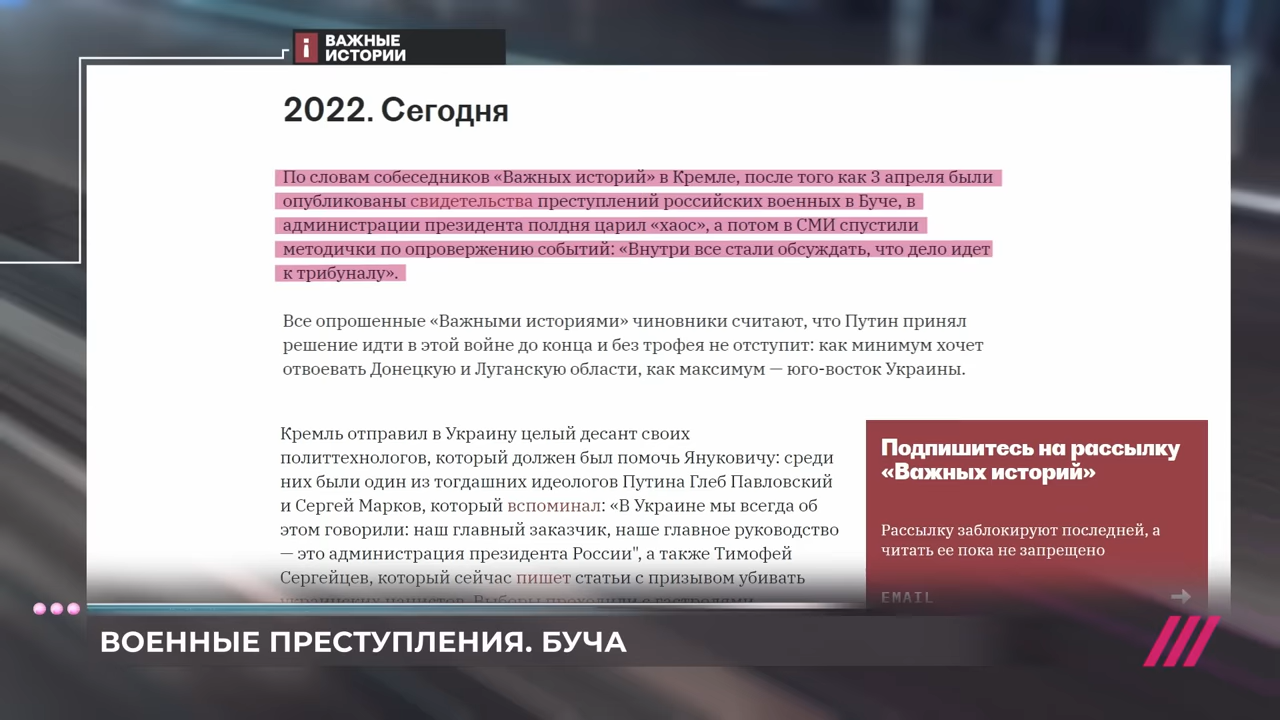 ВАЖНЫЕ
ИСТОРИИ
2022. Сегодня
По словам собеседников «Важных историй» в Кремле, после того как 3 апреля были
опубликованы свидетельства преступлений российских военных в Буче, в
администрации президента полдня царил «хаос», а потом в СМИ спустили
методички по опровержению событий: «Внутри все стали обсуждать, что дело идет
к трибуналу».
Все опрошенные «Важными историями» чиновники считают, что Путин принял
решение идти в этой войне до конца и без трофея не отступит: как минимум хочет
отвоевать Донецкую и Луганскую области, как максимум — юго-восток Украины.
Кремль отправил в Украину целый десант своих
политтехнологов, который должен был помочь Януковичу: среди
них были один из тогдашних идеологов Путина Глеб Павловский
и Сергей Марков, который вспоминал: «В Украине мы всегда об
этом говорили: наш главный заказчик, наше главное руководство
— это администрация президента России", а также Тимофей
Сергейцев, который сейчас пишет статьи с призывом убивать
украинских нацистов. Выборы проходили с гастролями
Подпишитесь на рассылку
«Важных историй»
Рассылку заблокируют последней, а
читать ее пока не запрещено
EMAIL
ВОЕННЫЕ ПРЕСТУПЛЕНИЯ. БУЧА